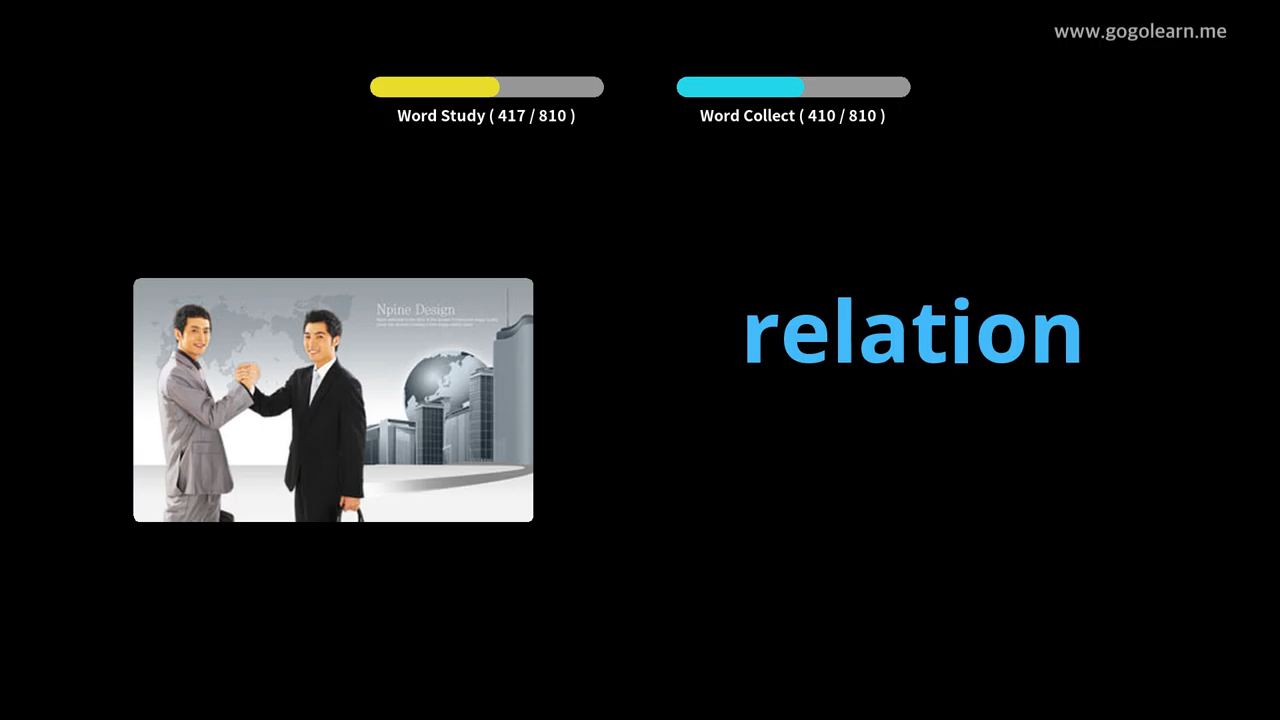 www.gogolearn.me
Word Study ( 417 / 810 )
Word Collect ( 410 / 810 )
Npine Design
relation